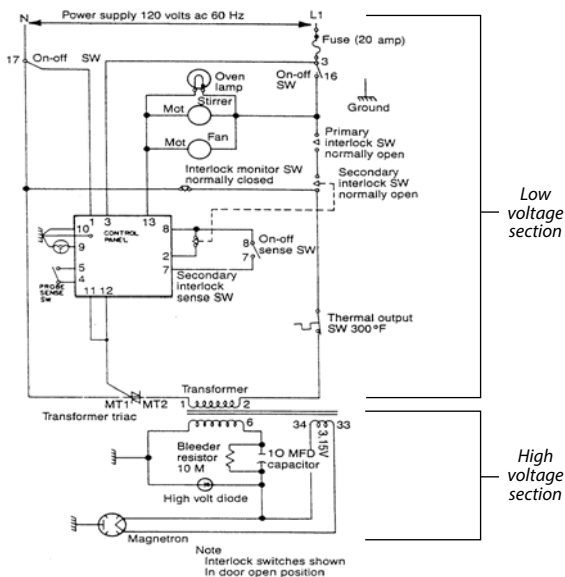 Power supply 120 volts ac 60 Hz
N
L1
Fuse (20 amp)
17
On-off SW
3
On-off
SW
16
Oven
lamp
Ground
Stirrer
Mot
Fan
Mot
Primary
interlock SW
normally open
Interlock monitor SW
normally closed
Secondary
interlock SW
normally open
Low
voltage
section
10
1
3
13
8
CONTROL
PANEL
9
2
5
4
7
PROBE
SENSE
SW
11 12
8
7
On-off
sense SW
Secondary
interlock
sense SW
Thermal output
SW 300°F
Transformer
MT1
MT2
1
2
Transformer triac
6
34
33
3.15V
Bleeder
resistor
10 M
10 MFD
capacitor
High volt diode
High
voltage
section
Magnetron
Note
Interlock switches shown
In door open position